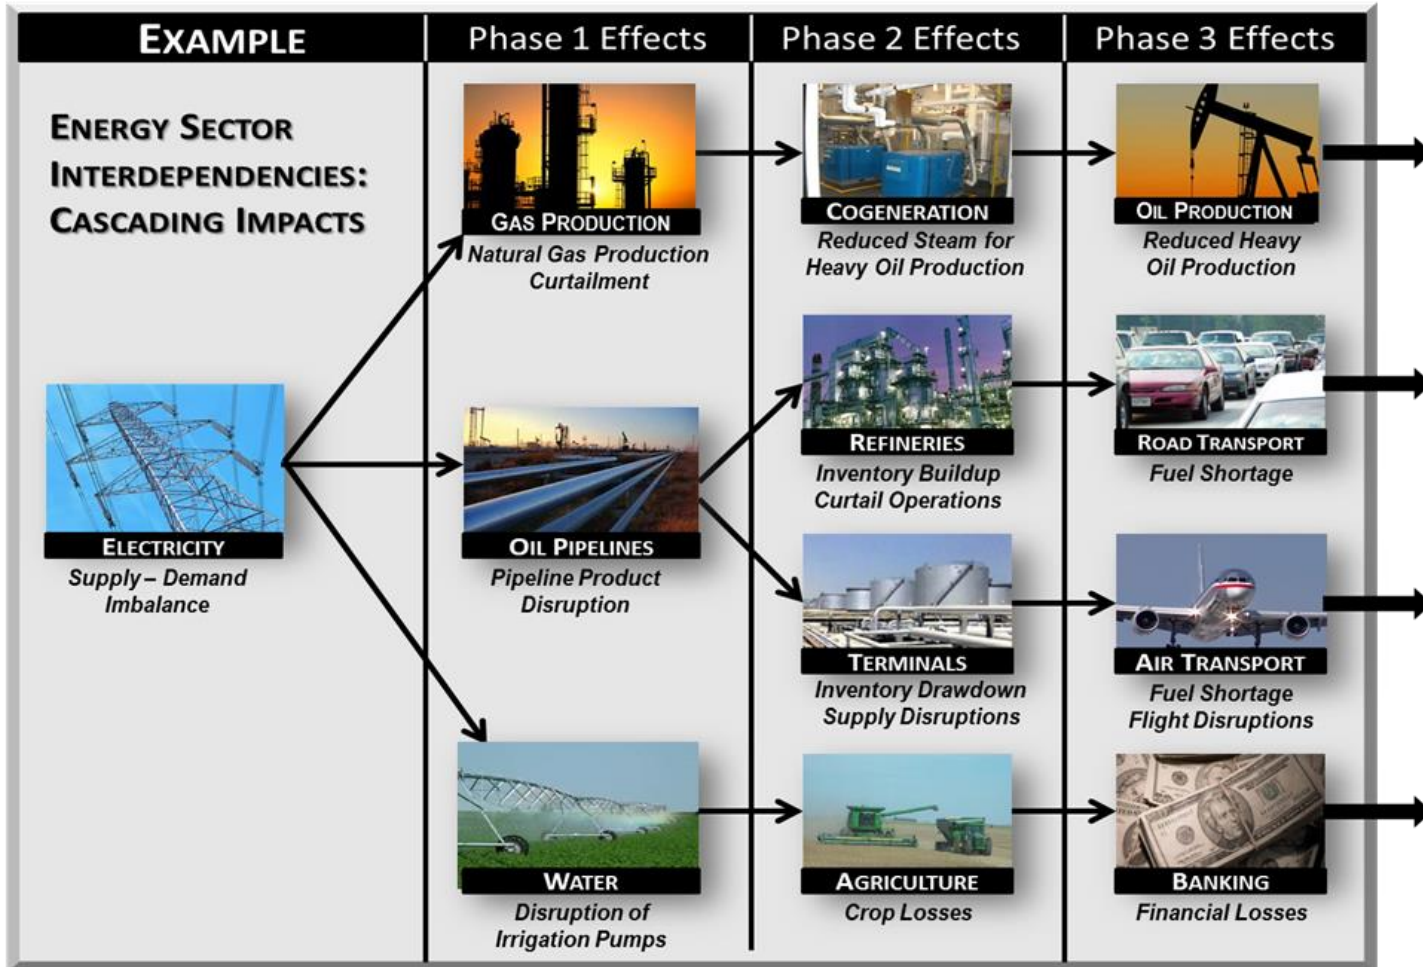 EXAMPLE
Phase 1 Effects
Phase 2 Effects
Phase 3 Effects
ENERGY SECTOR
INTERDEPENDENCIES:
CASCADING IMPACTS
ELECTRICITY
Supply – Demand
Imbalance
GAS PRODUCTION
Natural Gas Production
Curtailment
COGENERATION
Reduced Steam for
Heavy Oil Production
OIL PRODUCTION
Reduced Heavy
Oil Production
OIL PIPELINES
Pipeline Product
Disruption
REFINERIES
Inventory Buildup
Curtail Operations
ROAD TRANSPORT
Fuel Shortage
TERMINALS
Inventory Drawdown
Supply Disruptions
AIR TRANSPORT
Fuel Shortage
Flight Disruptions
WATER
Disruption of
Irrigation Pumps
AGRICULTURE
Crop Losses
BANKING
Financial Losses